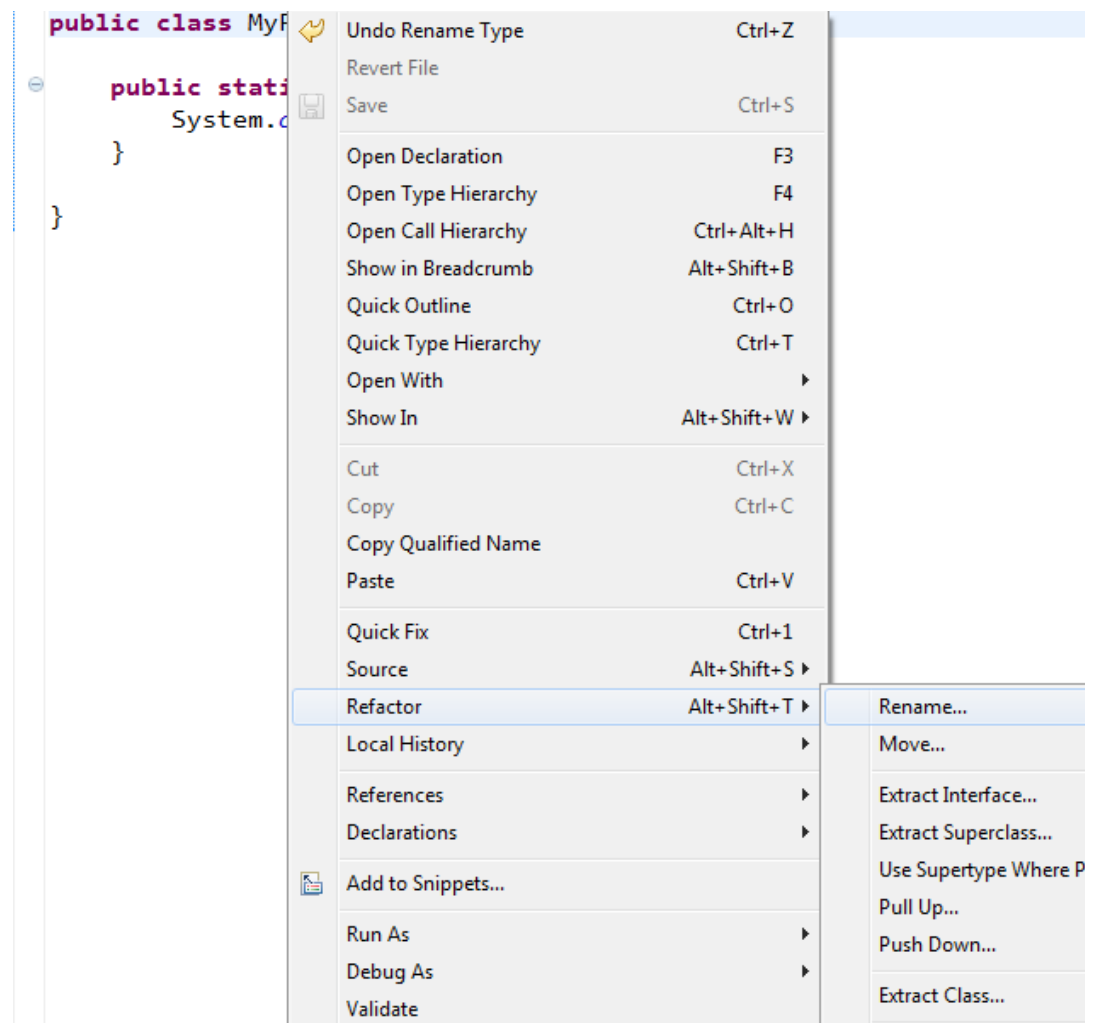 public class
Undo Rename Type Ctrl+Z
Revert File
public
Save Ctrl+S
System.
}
Open Declaration F3
Open Type Hierarchy F4
}
Open Call Hierarchy Ctrl+Alt+H
Show in Breadcrumb Alt+Shift+B
Quick Outline Ctrl+O
Quick Type Hierarchy Ctrl+T
Open With
Show In Alt+Shift+W
Cut Ctrl+X
Copy Ctrl+C
Copy Qualified Name
Paste Ctrl+V
Quick Fix Ctrl+1
Source Alt+Shift+S
Refactor Alt+Shift+T
Local History
References
Declarations
Add to Snippets...
Run As
Debug As
Validate
Rename...
Move...
Extract Interface...
Extract Superclass...
Use Supertype Where
Pull Up...
Push Down...
Extract Class...